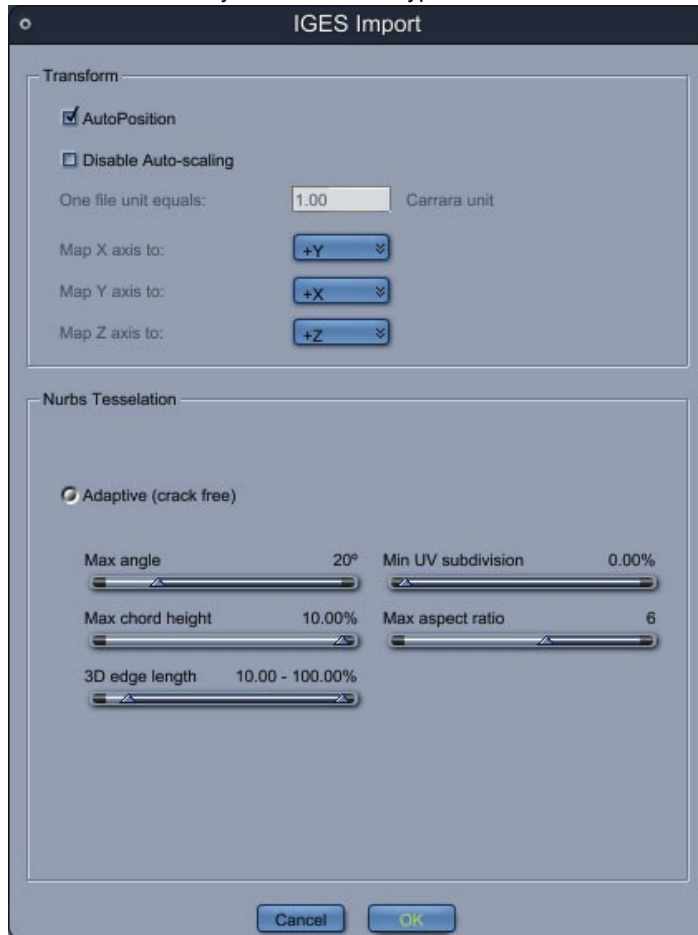 IGES Import
Transform
AutoPosition
Disable Auto-scaling
One file unit equals: 1.00 Carrara unit
Map X axis to: +Y
Map Y axis to: +X
Map Z axis to: +Z
Nurbs Tesselation
Adaptive (crack free)
Max angle 20º Min UV subdivision 0.00%
Max chord height 10.00% Max aspect ratio 6
3D edge length 10.00 - 100.00%
Cancel OK